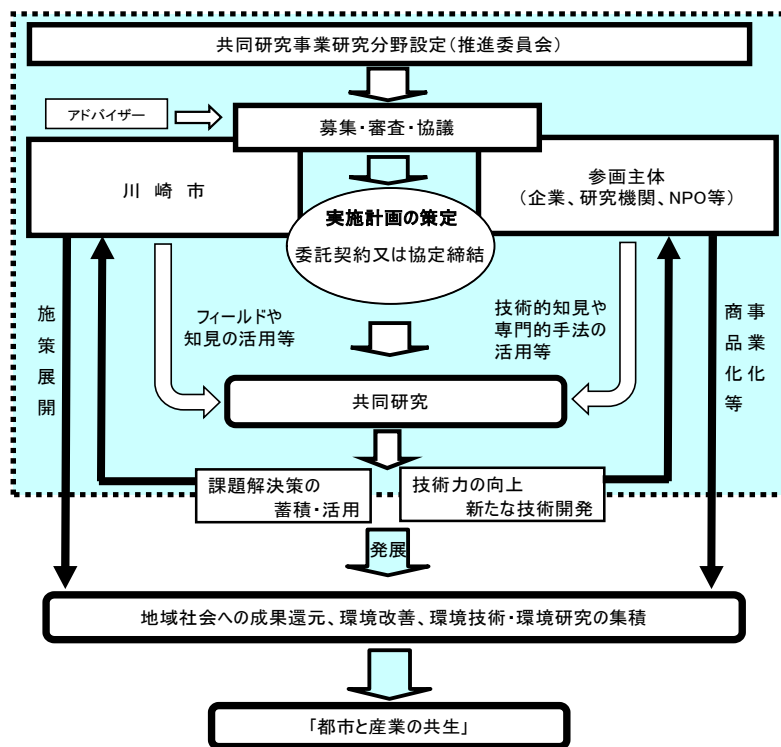 共同研究事業研究分野設定(推進委員会)
アドバイザー
募集・審査・協議
川 崎 市
参画主体
(企業、研究機関、NPO等)
実施計画の策定
委託契約又は協定締結
施策展開
フィールドや
知見の活用等
技術的知見や
専門的手法の
活用等
事業化等
商品化
共同研究
課題解決策の
蓄積・活用
技術力の向上
新たな技術開発
発展
地域社会への成果還元、環境改善、環境技術・環境研究の集積
「都市と産業の共生」